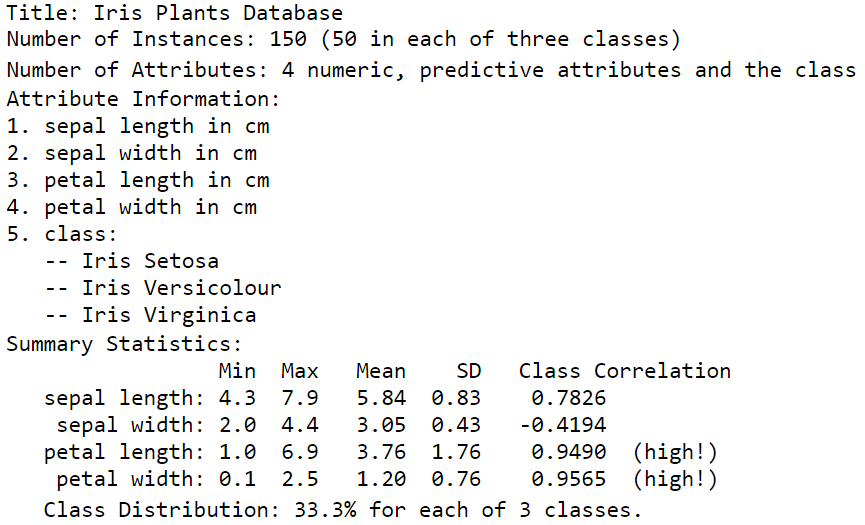 Title: Iris Plants Database
Number of Instances: 150 (50 in each of three classes)
Number of Attributes: 4 numeric, predictive attributes and the class
Attribute Information:
1. sepal length in cm
2. sepal width in cm
3. petal length in cm
4. petal width in cm
5. class:
-- Iris Setosa
-- Iris Versicolour
-- Iris Virginica
Summary Statistics:
Min Max Mean SD Class Correlation
sepal length: 4.3 7.9 5.84 0.83 0.7826
sepal width: 2.0 4.4 3.05 0.43 -0.4194
petal length: 1.0 6.9 3.76 1.76 0.9490 (high!)
petal width: 0.1 2.5 1.20 0.76 0.9565 (high!)
Class Distribution: 33.3% for each of 3 classes.